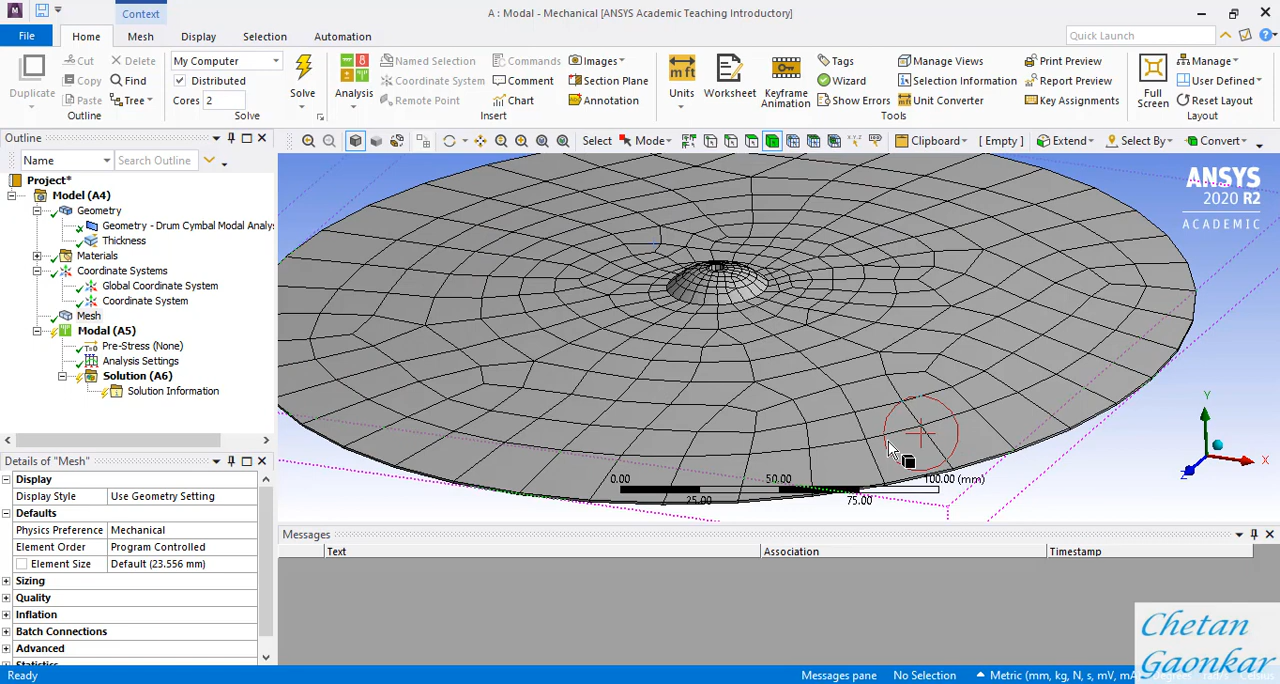 Context
A : Modal - Mechanical [ANSYS Academic Teaching Introductory]
File
Home
Mesh
Display
Selection
Automation
Quick Launch
Duplicate
Cut
Delete
Copy
Find
Paste
Tree
Outline
My Computer
Distributed
Cores 2
Solve
Solve
Analysis
Named Selection
Coordinate System
Remote Point
Commands
Comment
Chart
Images
Section Plane
Annotation
Insert
Units
Worksheet
Keyframe
Animation
Tags
Wizard
Show Errors
Manage Views
Selection Information
Unit Converter
Print Preview
Report Preview
Key Assignments
Tools
Full
Screen
Manage
User Defined
Reset Layout
Layout
Outline
Select
Mode
Clipboard
[ Empty ]
Extend
Select By
Convert
Name
Search Outline
Project*
Model (A4)
Geometry
Geometry - Drum Cymbal Modal Analys
Thickness
Materials
Coordinate Systems
Global Coordinate System
Coordinate System
Mesh
Modal (A5)
Pre-Stress (None)
Analysis Settings
Solution (A6)
Solution Information
ANSYS
2020 R2
ACADEMIC
Y
X
Z
0.00
50.00
100.00 (mm)
25.00
75.00
Details of "Mesh"
Display
Display Style
Use Geometry Setting
Defaults
Physics Preference
Mechanical
Element Order
Program Controlled
Element Size
Default (23.556 mm)
Sizing
Quality
Inflation
Batch Connections
Advanced
Statistics
Messages
Text
Association
Timestamp
Chetan
Gaonkar
Ready
Messages pane
No Selection
Metric (mm, kg, N, s, mV, mA